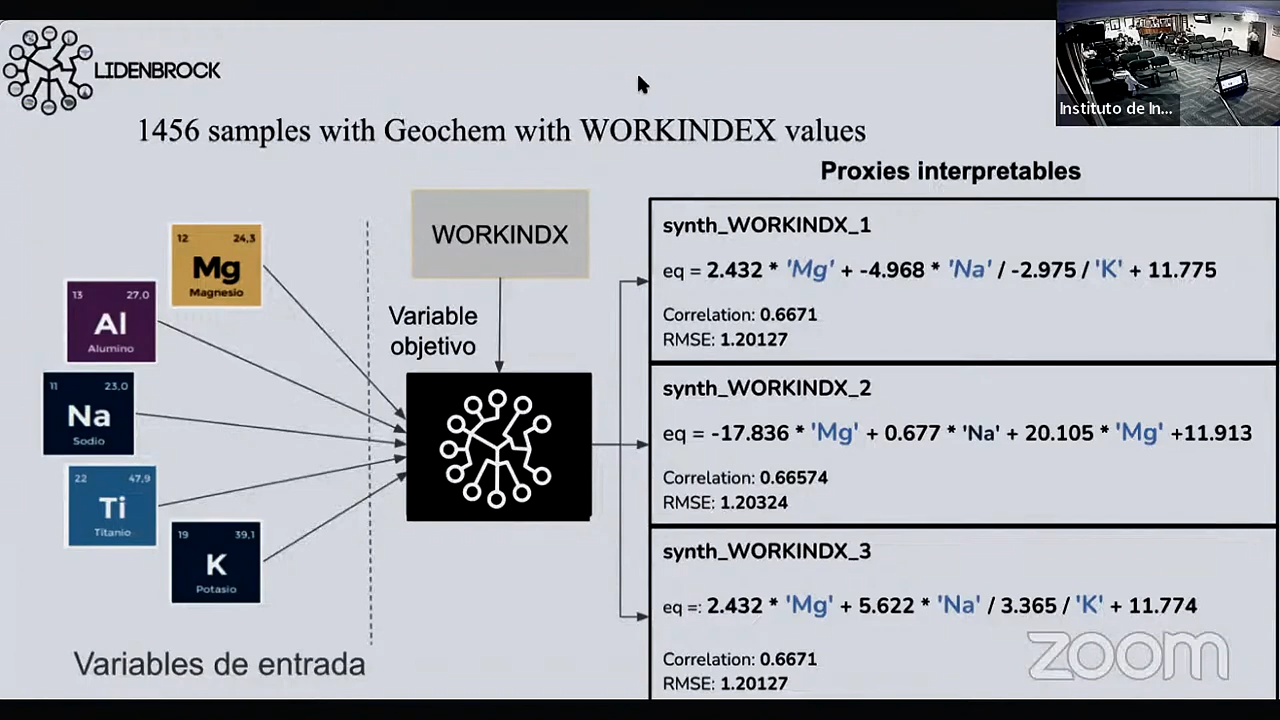 LIDENBROCK
Instituto de In...
1456 samples with Geochem with WORKINDEX values
Proxies interpretables
12 24,3
Mg
Magnesio
13 27,0
Al
Alumino
11 23,0
Na
Sodio
22 47,9
Ti
Titanio
19 39,1
K
Potasio
Variables de entrada
WORKINDX
Variable
objetivo
synth_WORKINDX_1
eq = 2.432 * 'Mg' + -4.968 * 'Na' / -2.975 / 'K' + 11.775
Correlation: 0.6671
RMSE: 1.20127
synth_WORKINDX_2
eq = -17.836 * 'Mg' + 0.677 * 'Na' + 20.105 * 'Mg' +11.913
Correlation: 0.66574
RMSE: 1.20324
synth_WORKINDX_3
eq =: 2.432 * 'Mg' + 5.622 * 'Na' / 3.365 / 'K' + 11.774
Correlation: 0.6671
RMSE: 1.20127
zoom